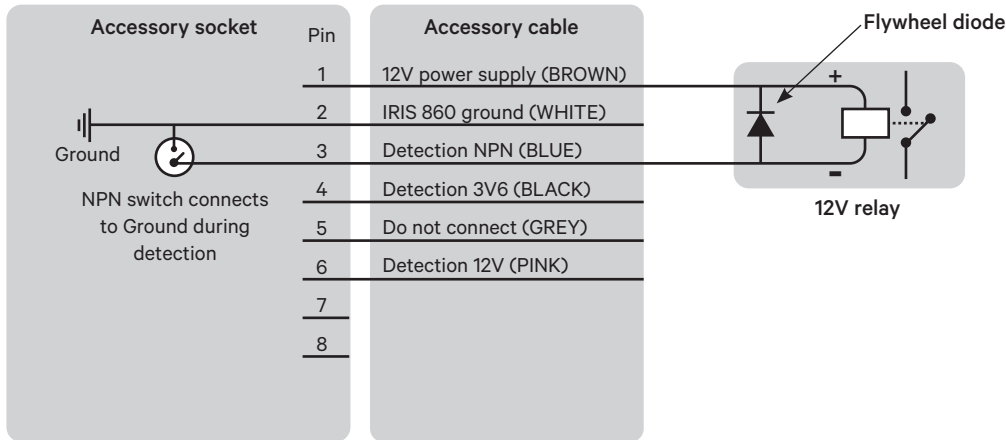 Accessory socket
Pin
Accessory cable
Flywheel diode
1
12V power supply (BROWN)
+
2
IRIS 860 ground (WHITE)
Ground
3
Detection NPN (BLUE)
-
NPN switch connects
to Ground during
detection
4
Detection 3V6 (BLACK)
12V relay
5
Do not connect (GREY)
6
Detection 12V (PINK)
7
8